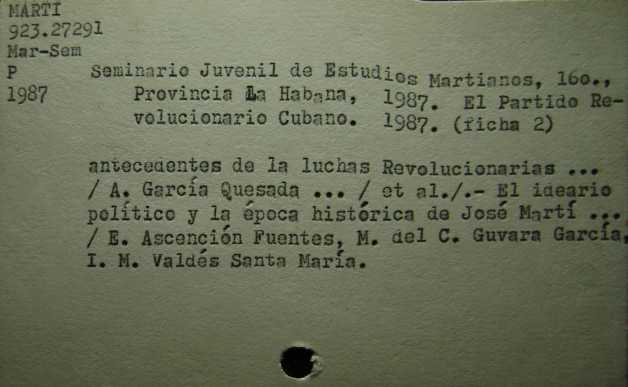 MARTI
923.27291
Mar-Sem
P Seminario Juvenil de Estudios Martianos, 16o.,
1987 Provincia La Habana, 1987. El Partido Re-
volucionario Cubano. 1987. (ficha 2)
antecedentes de la luchas Revolucionarias ...
/ A. García Quesada ... / et al./.- El ideario
político y la época histórica de José Martí ...
/ E. Ascención Fuentes, M. del C. Guvara García,
I. M. Valdés Santa María.